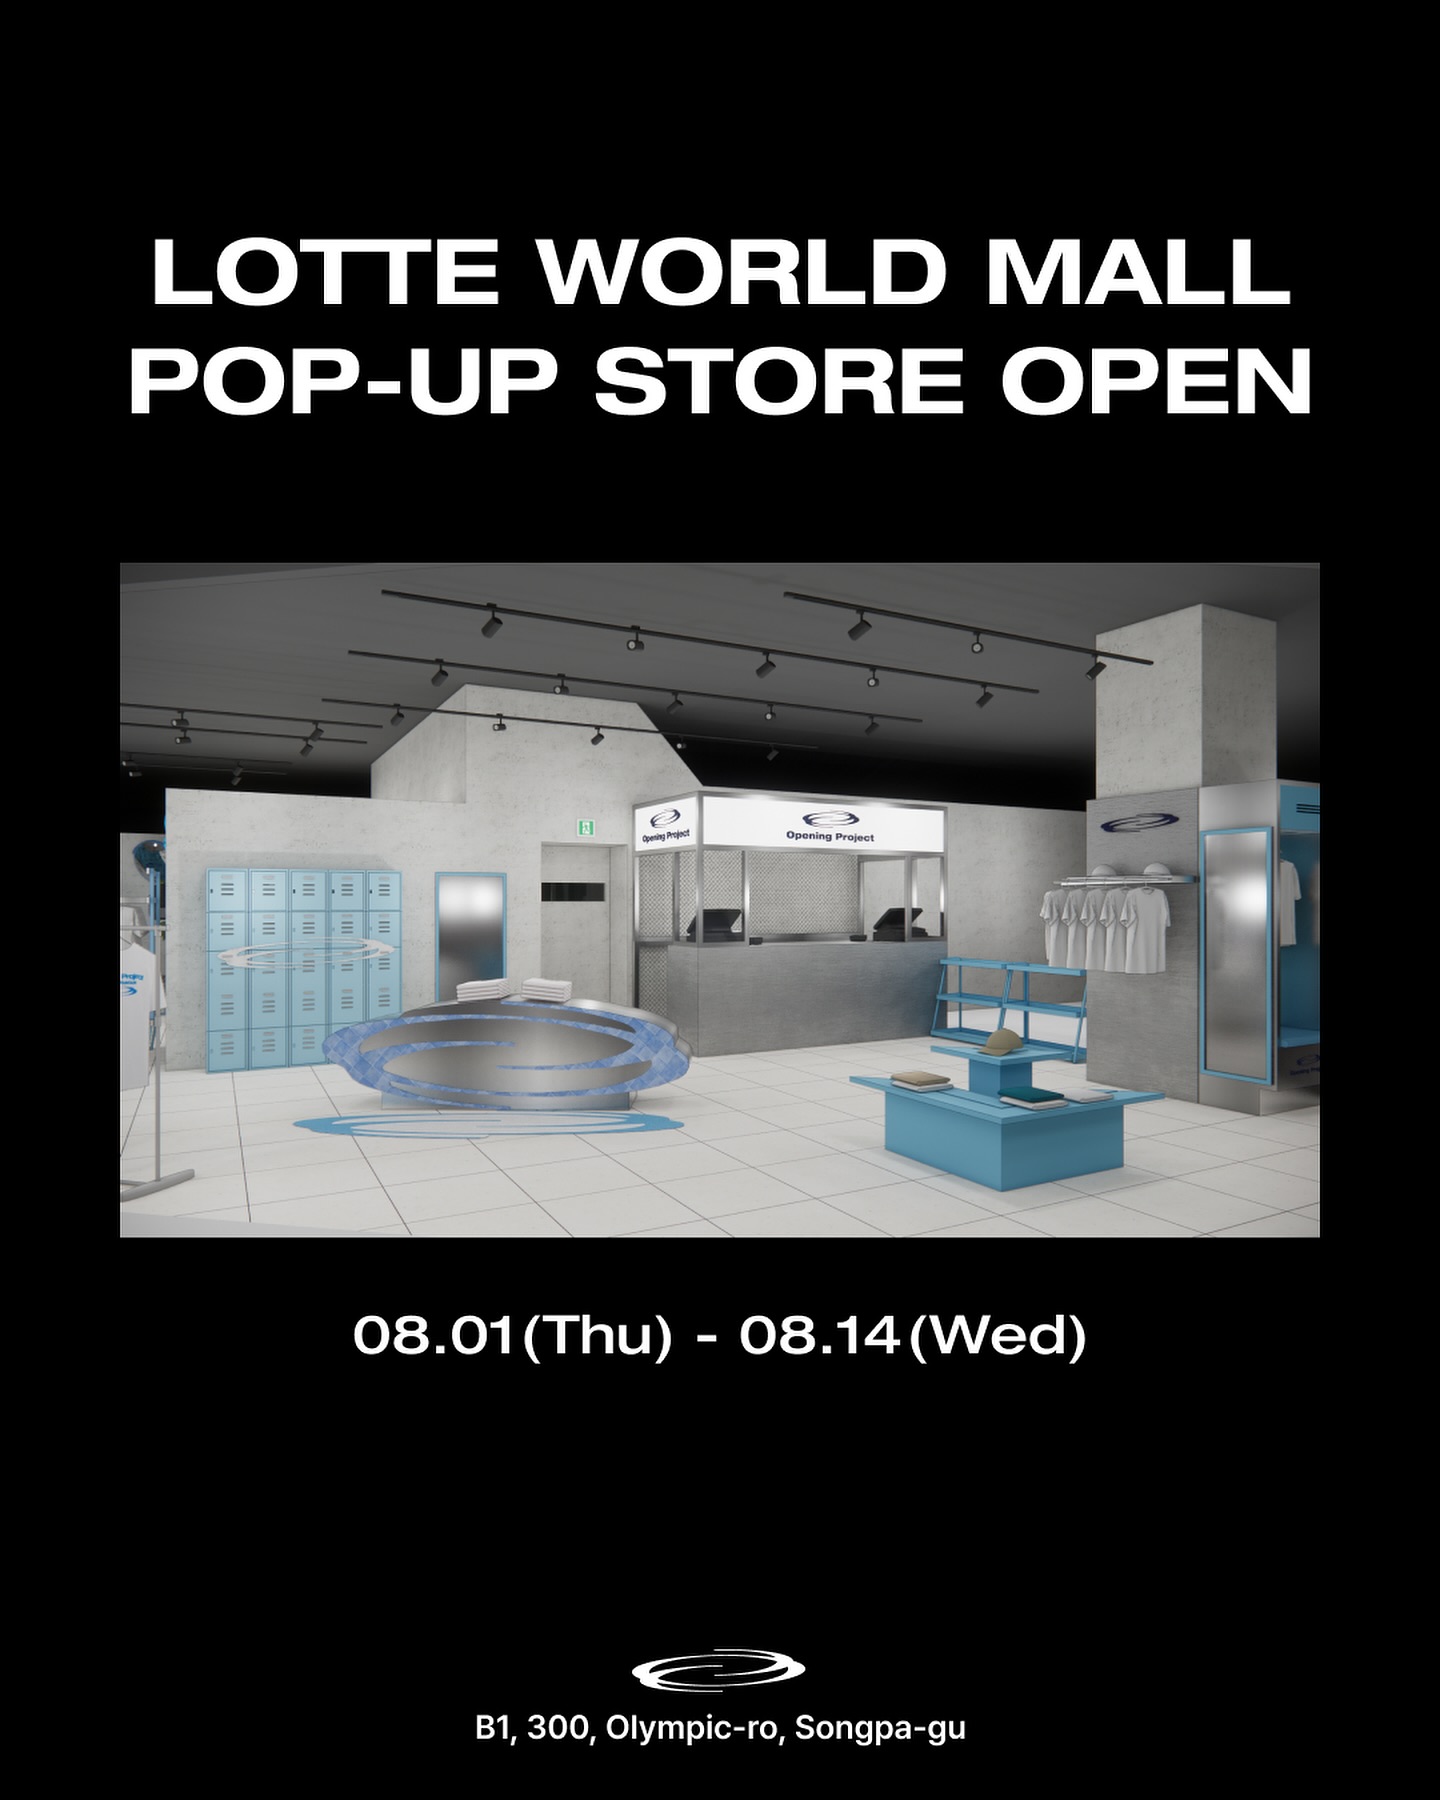 LOTTE WORLD MALL
POP-UP STORE OPEN
Opening Project
Opening Project
08.01(Thu) - 08.14(Wed)
B1, 300, Olympic-ro, Songpa-gu